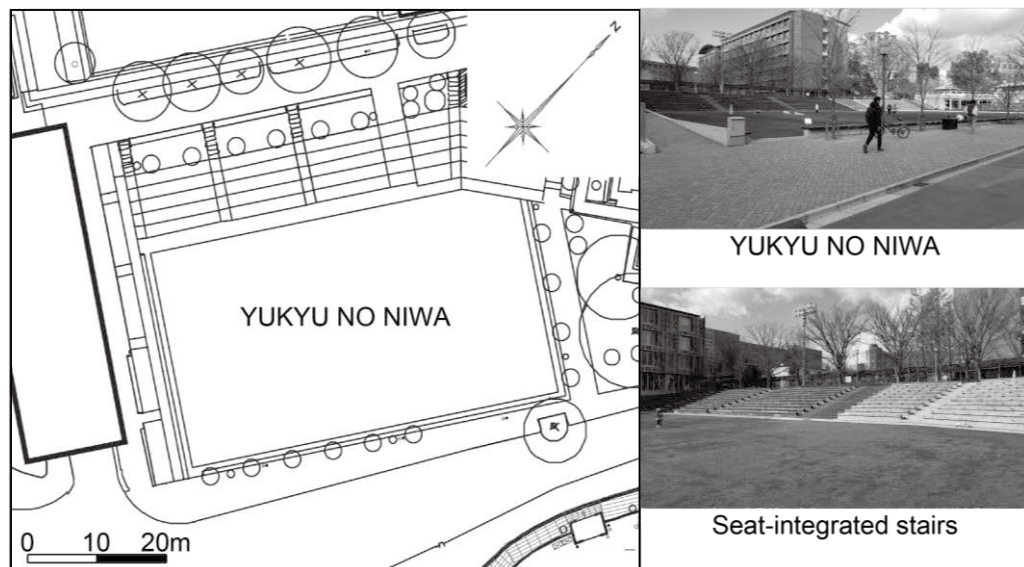 N
YUKYU NO NIWA
0 10 20m
YUKYU NO NIWA
Seat-integrated stairs